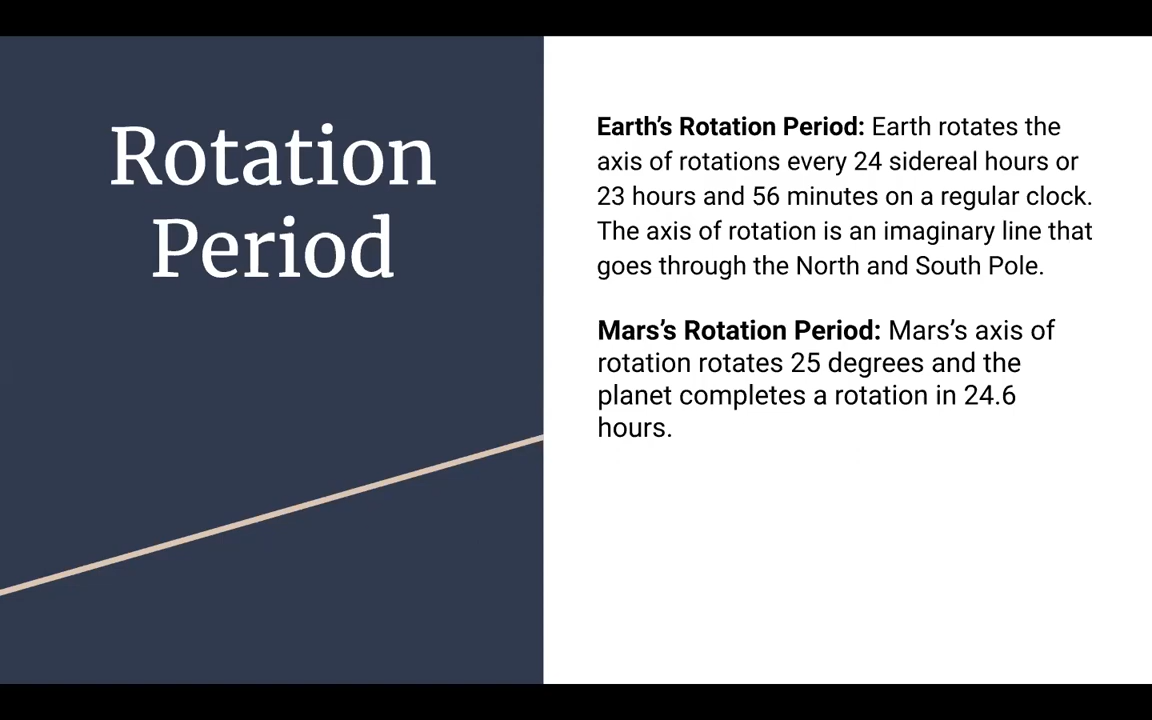 Rotation
Period
Earth’s Rotation Period: Earth rotates the
axis of rotations every 24 sidereal hours or
23 hours and 56 minutes on a regular clock.
The axis of rotation is an imaginary line that
goes through the North and South Pole.
Mars’s Rotation Period: Mars’s axis of
rotation rotates 25 degrees and the
planet completes a rotation in 24.6
hours.